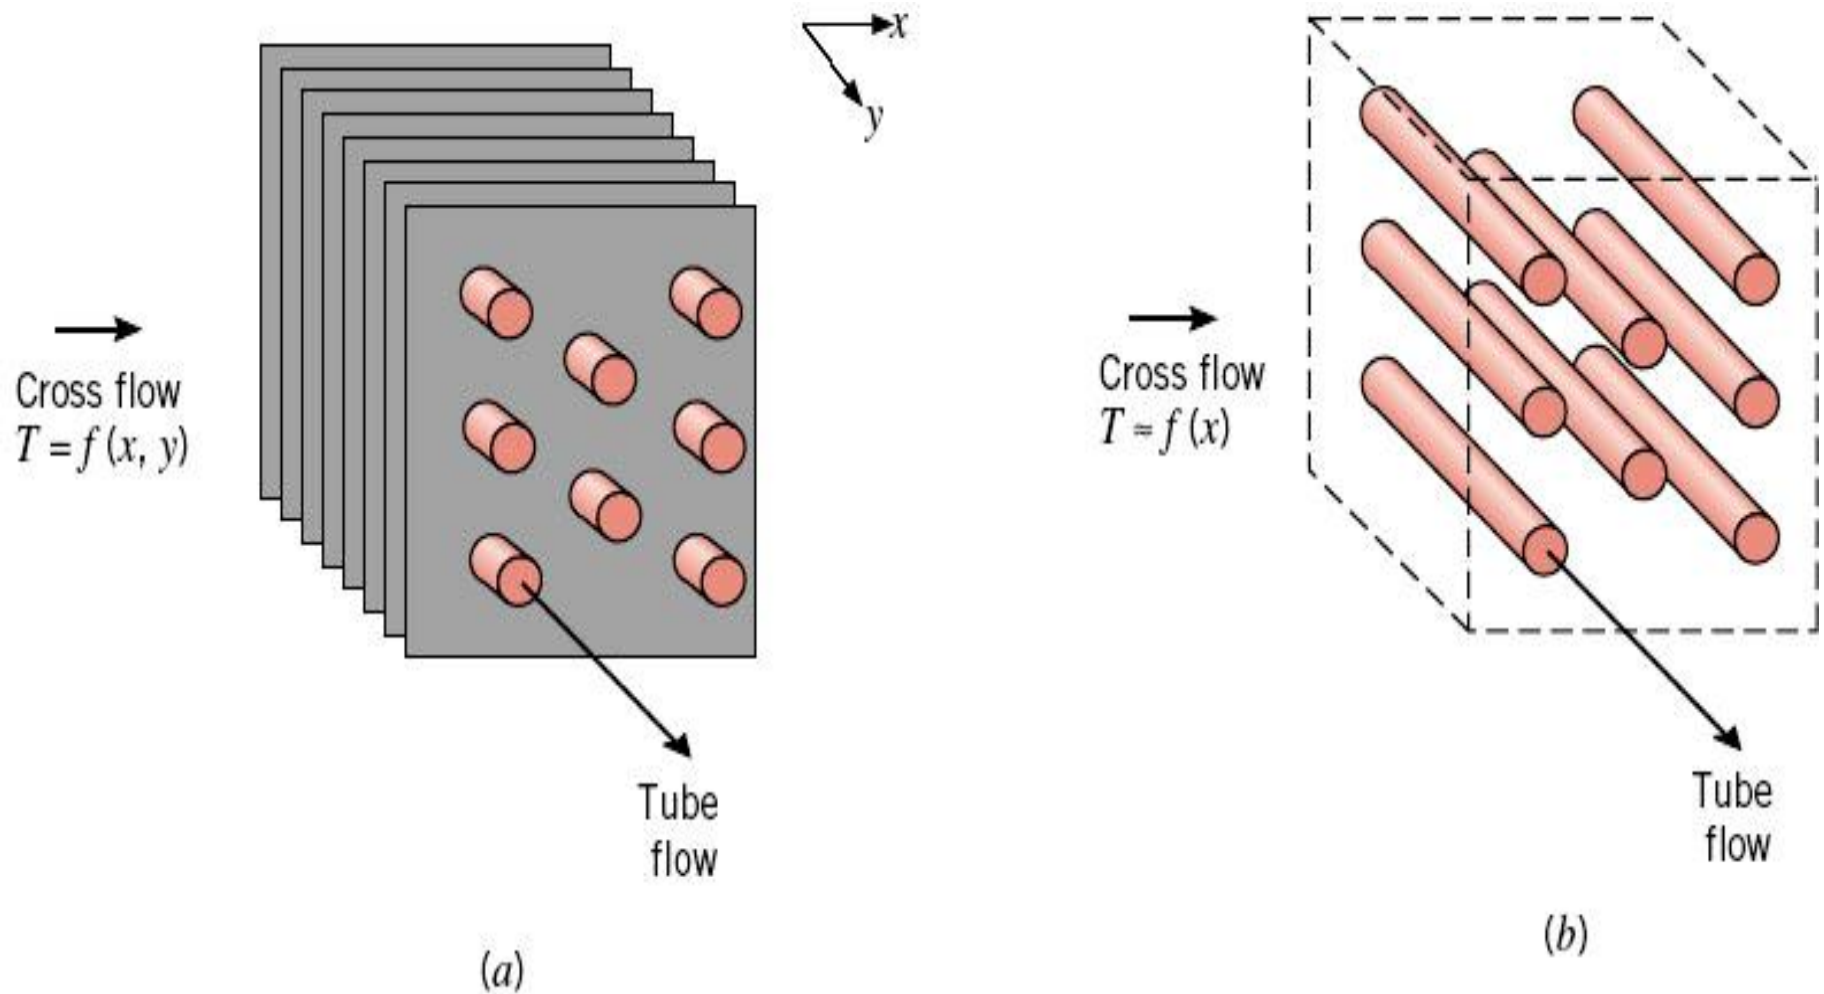 x
y
Cross flow
T = f (x, y)
Tube
flow
(a)
Cross flow
T ≈ f (x)
Tube
flow
(b)